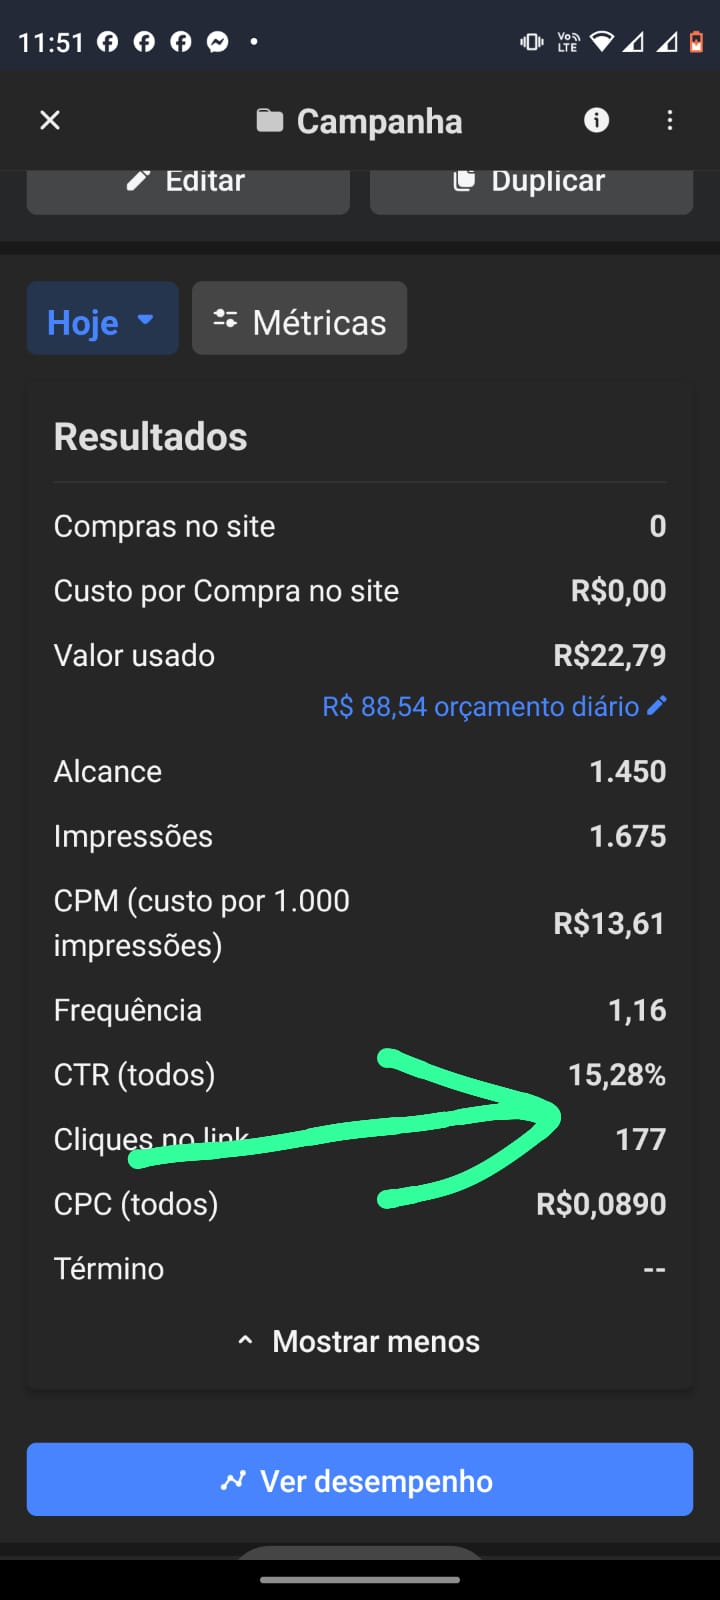 11:51
Vo))
LTE
Campanha
Editar
Duplicar
Hoje
Métricas
Resultados
Compras no site 0
Custo por Compra no site R$0,00
Valor usado R$22,79
R$ 88,54 orçamento diário
Alcance 1.450
Impressões 1.675
CPM (custo por 1.000
impressões) R$13,61
Frequência 1,16
CTR (todos) 15,28%
Cliques no link 177
CPC (todos) R$0,0890
Término --
Mostrar menos
Ver desempenho